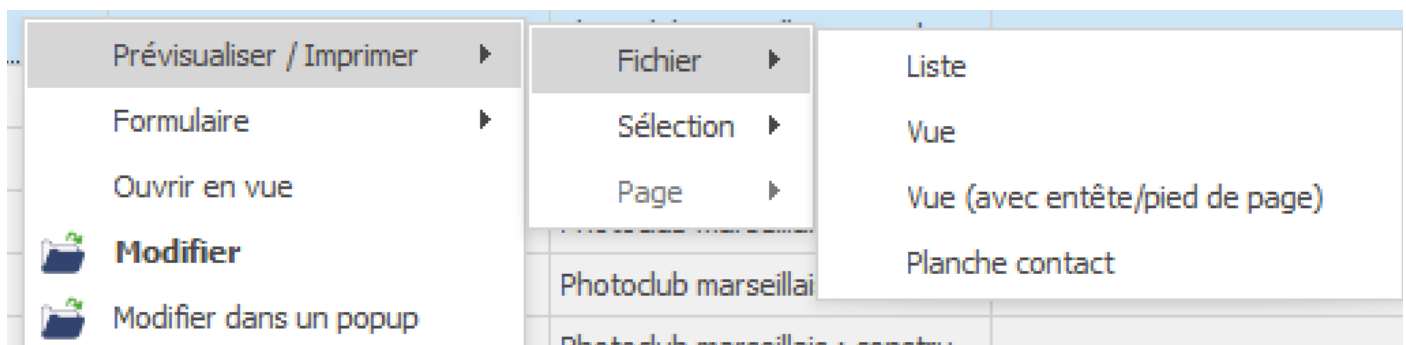 Prévisualiser / Imprimer
Formulaire
Ouvrir en vue
Modifier
Modifier dans un popup
Fichier
Sélection
Page
Liste
Vue
Vue (avec entête/pied de page)
Planche contact
Photoclub marseillai